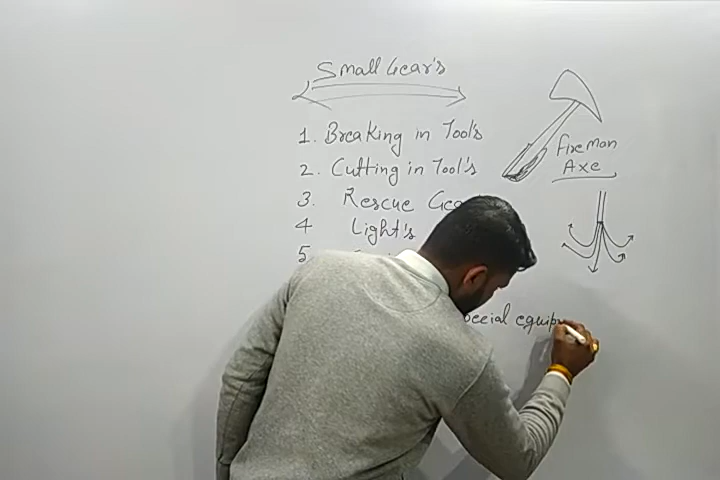 Small Gear's
1. Breaking in Tool's
2. Cutting in Tool's
3. Rescue
4 Light's
5
Fireman
Axe